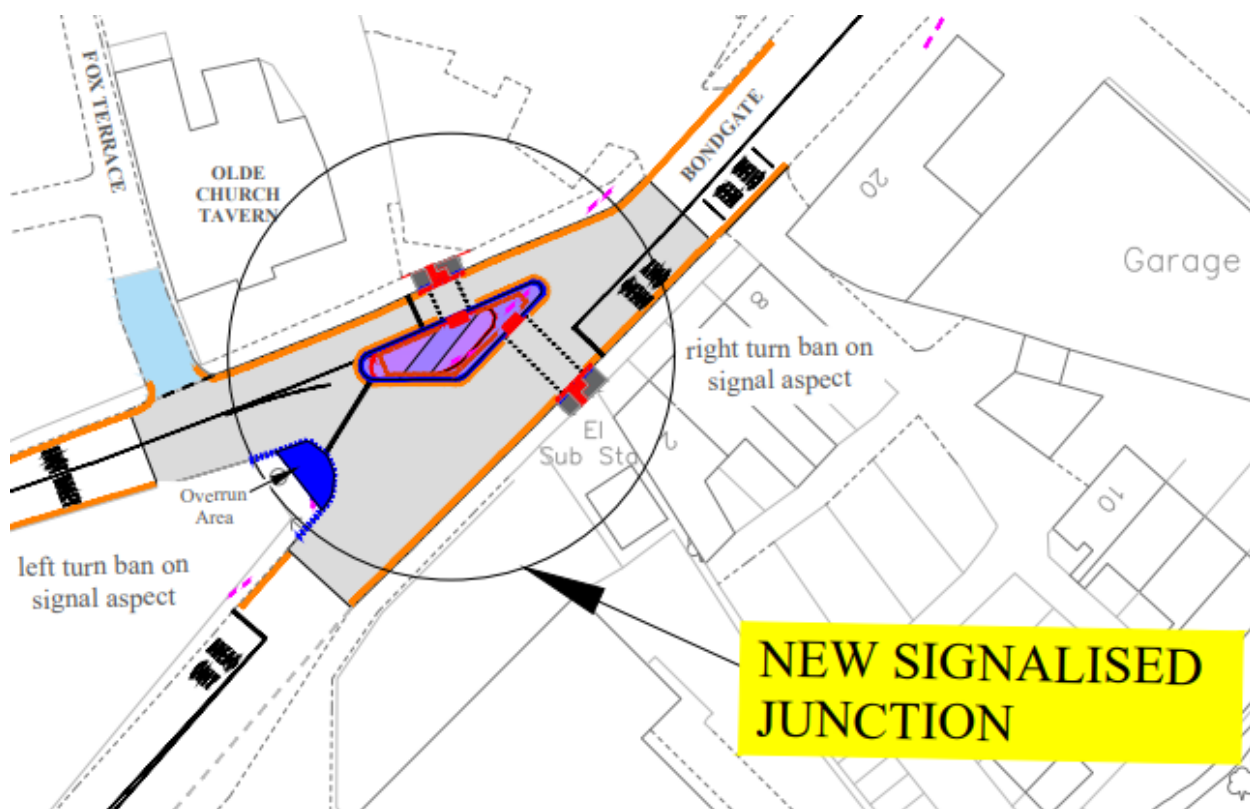 FOX TERRACE
OLDE
CHURCH
TAVERN
BONDGATE
20
Garage
8
right turn ban on
signal aspect
El
Sub Sta
2
10
Overrun
Area
left turn ban on
signal aspect
NEW SIGNALISED
JUNCTION